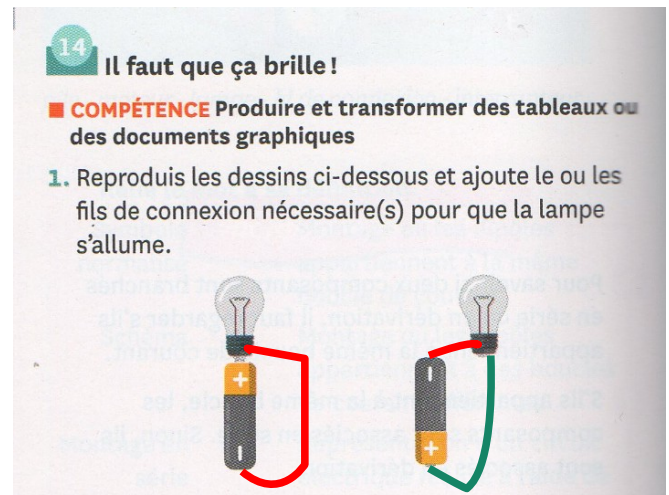 14
Il faut que ça brille !
COMPÉTENCE Produire et transformer des tableaux ou
des documents graphiques
1. Reproduis les dessins ci-dessous et ajoute le ou les
fils de connexion nécessaire(s) pour que la lampe
s'allume.
+
–
–
+